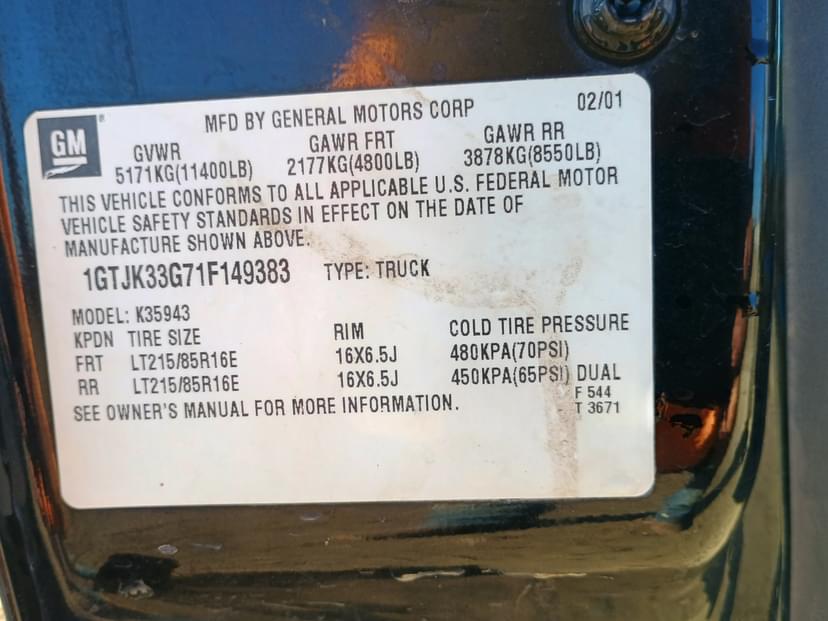 GM
MFD BY GENERAL MOTORS CORP 02/01
GVWR GAWR FRT GAWR RR
5171KG(11400LB) 2177KG(4800LB) 3878KG(8550LB)
THIS VEHICLE CONFORMS TO ALL APPLICABLE U.S. FEDERAL MOTOR
VEHICLE SAFETY STANDARDS IN EFFECT ON THE DATE OF
MANUFACTURE SHOWN ABOVE.
1GTJK33G71F149383 TYPE: TRUCK
MODEL: K35943
KPDN TIRE SIZE RIM COLD TIRE PRESSURE
FRT LT215/85R16E 16X6.5J 480KPA(70PSI)
RR LT215/85R16E 16X6.5J 450KPA(65PSI) DUAL
SEE OWNER'S MANUAL FOR MORE INFORMATION.
F 544
T 3671